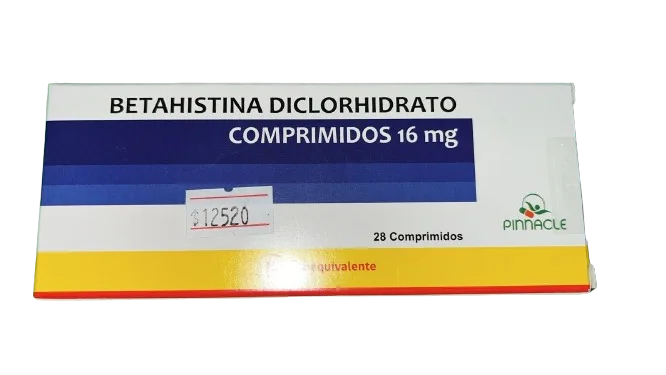 BETAHISTINA DICLORHIDRATO
COMPRIMIDOS 16 mg
$12520
28 Comprimidos
PINNACLE
equivalente